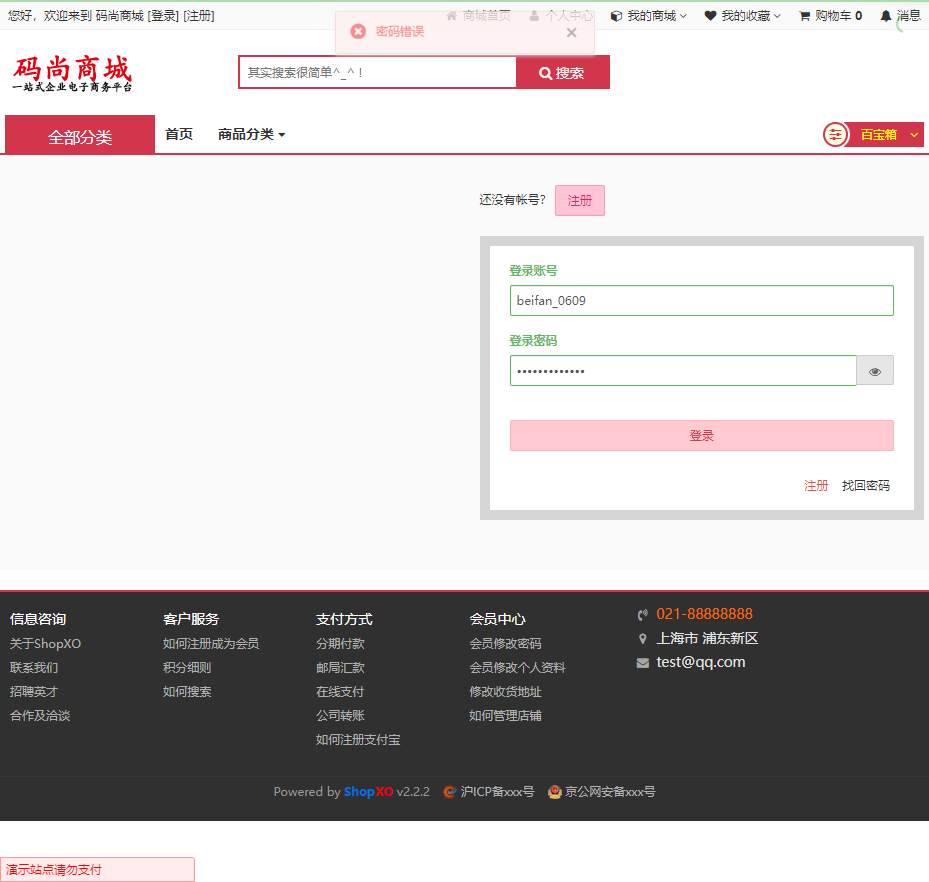 您好，欢迎来到 码尚商城 [登录] [注册]
商城首页 个人中心 我的商城 我的收藏 购物车 0 消息
密码错误
码尚商城
一站式企业电子商务平台
其实搜索很简单^_^！ 搜索
全部分类 首页 商品分类 百宝箱
还没有帐号？ 注册
登录账号
beifan_0609
登录密码
•••••••••••••
登录
注册 找回密码
信息咨询
关于ShopXO
联系我们
招聘英才
合作及洽谈
客户服务
如何注册成为会员
积分细则
如何搜索
支付方式
分期付款
邮局汇款
在线支付
公司转账
如何注册支付宝
会员中心
会员修改密码
会员修改个人资料
修改收货地址
如何管理店铺
021-88888888
上海市 浦东新区
test@qq.com
Powered by ShopXO v2.2.2 沪ICP备xxx号 京公网安备xxx号
演示站点请勿支付